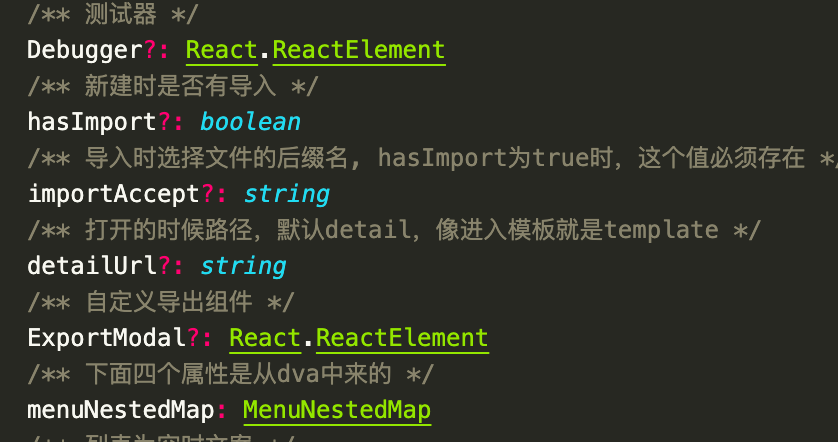 /** 测试器 */
Debugger?: React.ReactElement
/** 新建时是否有导入 */
hasImport?: boolean
/** 导入时选择文件的后缀名, hasImport为true时，这个值必须存在 */
importAccept?: string
/** 打开的时候路径，默认detail，像进入模板就是template */
detailUrl?: string
/** 自定义导出组件 */
ExportModal?: React.ReactElement
/** 下面四个属性是从dva中来的 */
menuNestedMap: MenuNestedMap